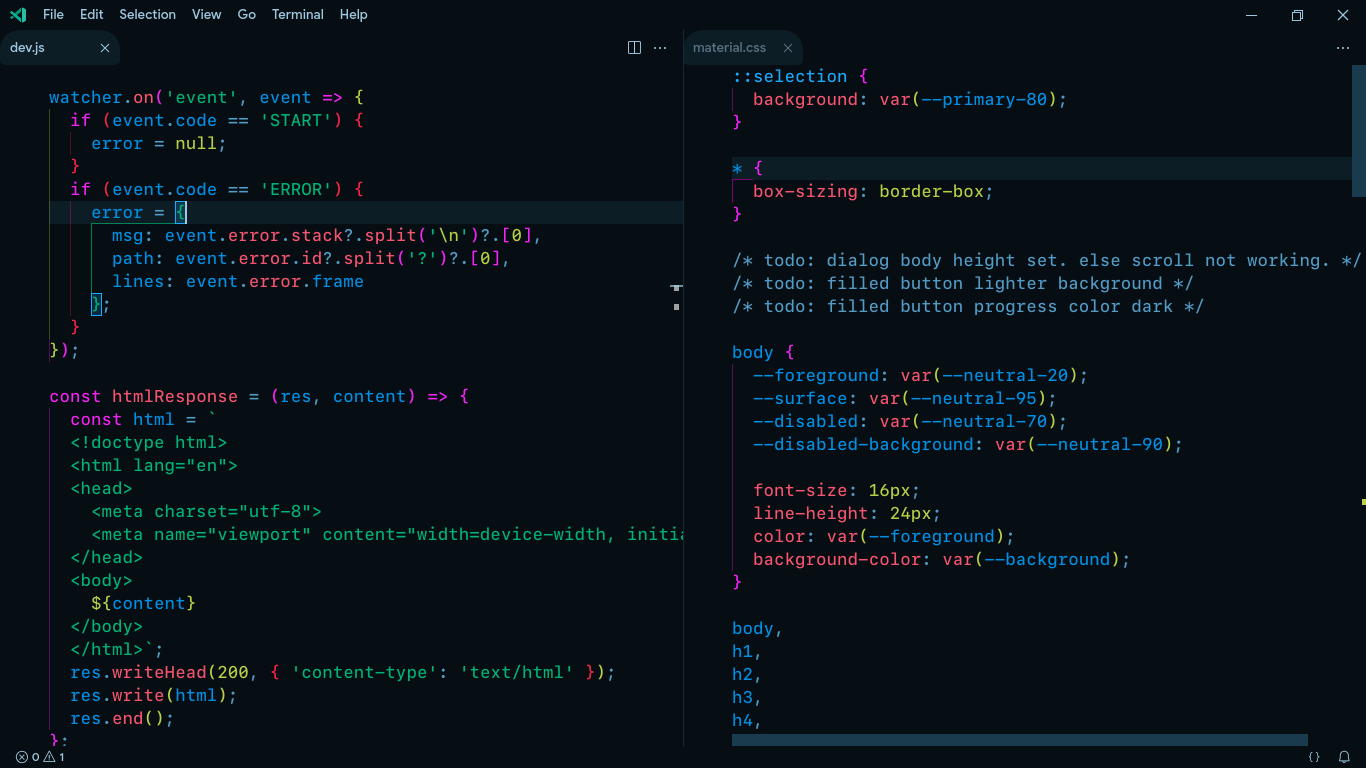 File Edit Selection View Go Terminal Help
dev.js
watcher.on('event', event => {
  if (event.code == 'START') {
    error = null;
  }
  if (event.code == 'ERROR') {
    error = {
      msg: event.error.stack?.split('\n')?.[0],
      path: event.error.id?.split('?')?.[0],
      lines: event.error.frame
    };
  }
});

const htmlResponse = (res, content) => {
  const html = `
  <!doctype html>
  <html lang="en">
  <head>
    <meta charset="utf-8">
    <meta name="viewport" content="width=device-width, initia
  </head>
  <body>
    ${content}
  </body>
  </html>`;
  res.writeHead(200, { 'content-type': 'text/html' });
  res.write(html);
  res.end();
};
material.css
::selection {
  background: var(--primary-80);
}

* {
  box-sizing: border-box;
}

/* todo: dialog body height set. else scroll not working. */
/* todo: filled button lighter background */
/* todo: filled button progress color dark */

body {
  --foreground: var(--neutral-20);
  --surface: var(--neutral-95);
  --disabled: var(--neutral-70);
  --disabled-background: var(--neutral-90);

  font-size: 16px;
  line-height: 24px;
  color: var(--foreground);
  background-color: var(--background);
}

body,
h1,
h2,
h3,
h4,
0 1 {}